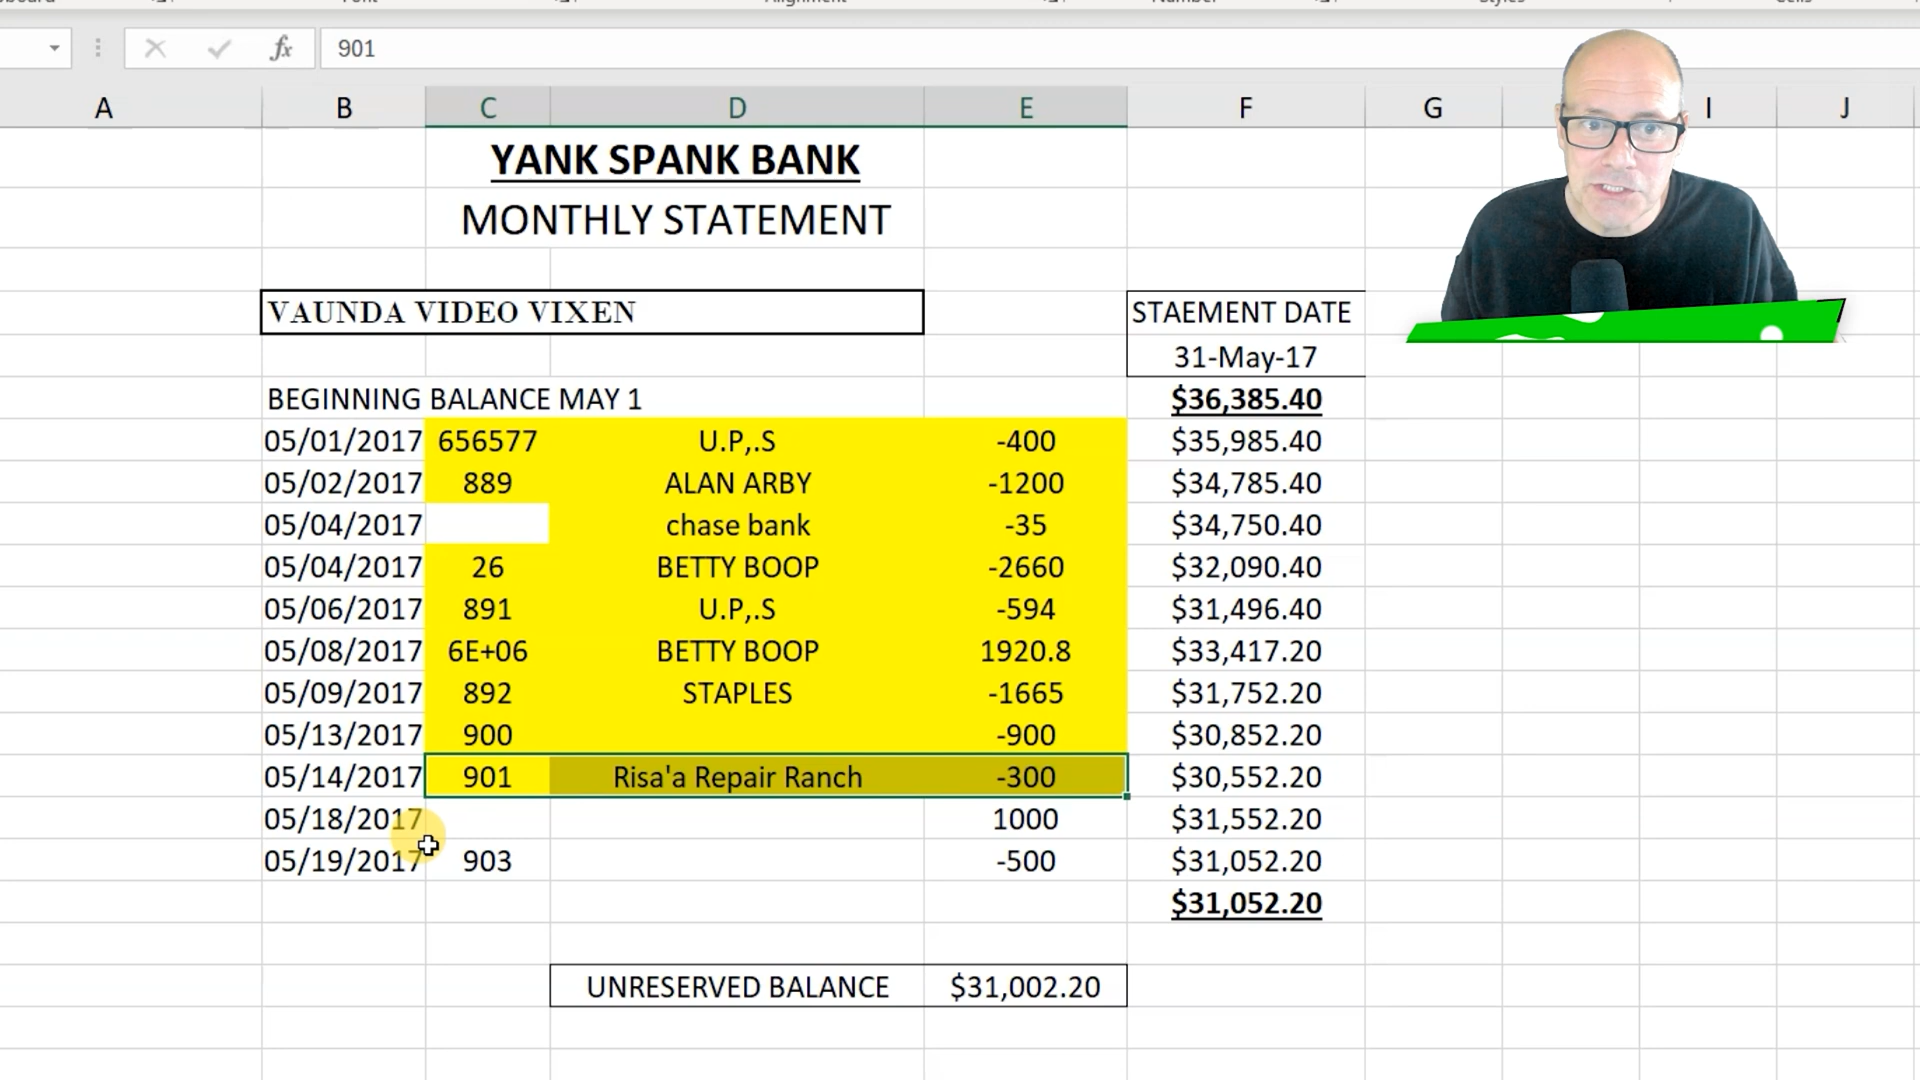 901
A B C D E F G I J
YANK SPANK BANK
MONTHLY STATEMENT
VAUNDA VIDEO VIXEN STAEMENT DATE
31-May-17
BEGINNING BALANCE MAY 1 $36,385.40
05/01/2017 656577 U.P,.S -400 $35,985.40
05/02/2017 889 ALAN ARBY -1200 $34,785.40
05/04/2017 chase bank -35 $34,750.40
05/04/2017 26 BETTY BOOP -2660 $32,090.40
05/06/2017 891 U.P,.S -594 $31,496.40
05/08/2017 6E+06 BETTY BOOP 1920.8 $33,417.20
05/09/2017 892 STAPLES -1665 $31,752.20
05/13/2017 900 -900 $30,852.20
05/14/2017 901 Risa'a Repair Ranch -300 $30,552.20
05/18/2017 1000 $31,552.20
05/19/2017 903 -500 $31,052.20
$31,052.20
UNRESERVED BALANCE $31,002.20